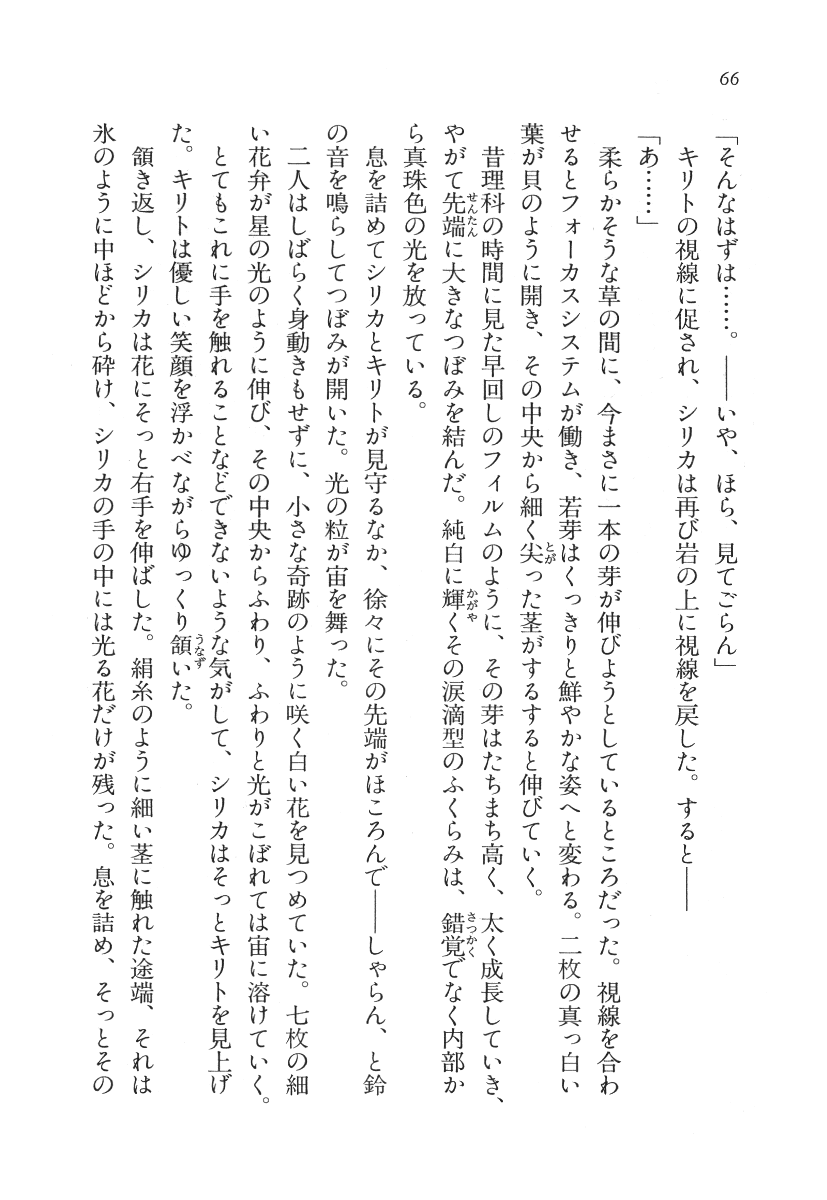 66
「そんなはずは……。――いや、ほら、見てごらん」
キリトの視線に促され、シリカは再び岩の上に視線を戻した。すると――
「あ……」
柔らかそうな草の間に、今まさに一本の芽が伸びようとしているところだった。視線を合わ
せるとフォーカスシステムが働き、若芽はくっきりと鮮やかな姿へと変わる。二枚の真っ白い
葉が貝のように開き、その中央から細く尖った茎がするすると伸びていく。
昔理科の時間に見た早回しのフィルムのように、その芽はたちまち高く、太く成長していき、
やがて先端に大きなつぼみを結んだ。純白に輝くその涙滴型のふくらみは、錯覚でなく内部か
ら真珠色の光を放っている。
息を詰めてシリカとキリトが見守るなか、徐々にその先端がほころんで――しゃらん、と鈴
の音を鳴らしてつぼみが開いた。光の粒が宙を舞った。
二人はしばらく身動きもせずに、小さな奇跡のように咲く白い花を見つめていた。七枚の細
い花弁が星の光のように伸び、その中央からふわり、ふわりと光がこぼれては宙に溶けていく。
とてもこれに手を触れることなどできないような気がして、シリカはそっとキリトを見上げ
た。キリトは優しい笑顔を浮かべながらゆっくり頷いた。
頷き返し、シリカは花にそっと右手を伸ばした。絹糸のように細い茎に触れた途端、それは
氷のように中ほどから砕け、シリカの手の中には光る花だけが残った。息を詰め、そっとその